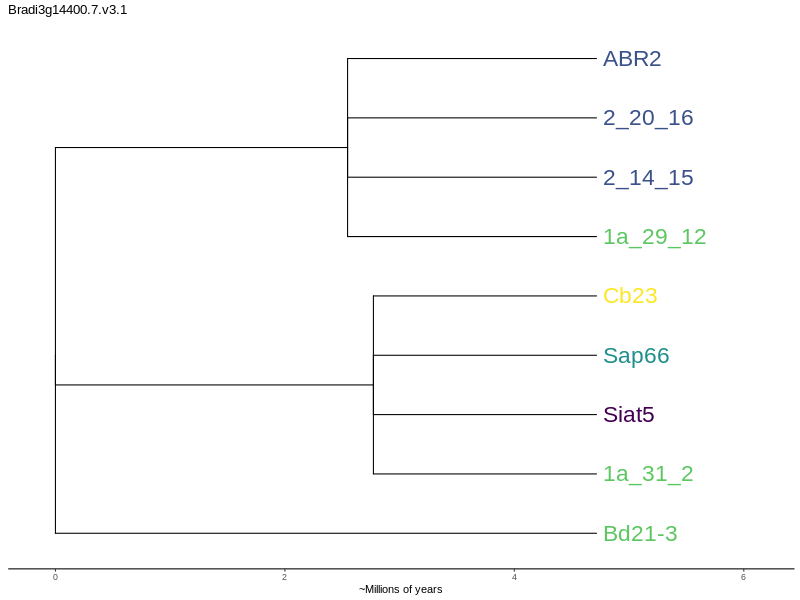 Bradi3g14400.7.v3.1
ABR2
2_20_16
2_14_15
1a_29_12
Cb23
Sap66
Siat5
1a_31_2
Bd21-3
0 2 4 6
~Millions of years